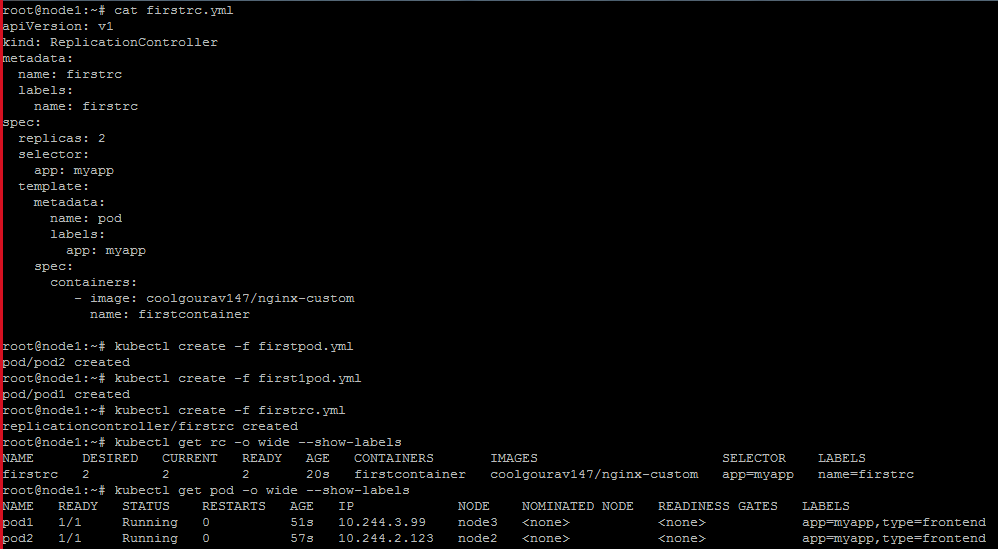 root@node1:~# cat firstrc.yml
apiVersion: v1
kind: ReplicationController
metadata:
  name: firstrc
  labels:
    name: firstrc
spec:
  replicas: 2
  selector:
    app: myapp
  template:
    metadata:
      name: pod
      labels:
        app: myapp
    spec:
      containers:
         - image: coolgourav147/nginx-custom
           name: firstcontainer

root@node1:~# kubectl create -f firstpod.yml
pod/pod2 created
root@node1:~# kubectl create -f first1pod.yml
pod/pod1 created
root@node1:~# kubectl create -f firstrc.yml
replicationcontroller/firstrc created
root@node1:~# kubectl get rc -o wide --show-labels
NAME      DESIRED   CURRENT   READY   AGE   CONTAINERS       IMAGES                       SELECTOR    LABELS
firstrc   2         2         2       20s   firstcontainer   coolgourav147/nginx-custom   app=myapp   name=firstrc
root@node1:~# kubectl get pod -o wide --show-labels
NAME   READY   STATUS    RESTARTS   AGE   IP             NODE    NOMINATED NODE   READINESS GATES   LABELS
pod1   1/1     Running   0          51s   10.244.3.99    node3   <none>           <none>            app=myapp,type=frontend
pod2   1/1     Running   0          57s   10.244.2.123   node2   <none>           <none>            app=myapp,type=frontend